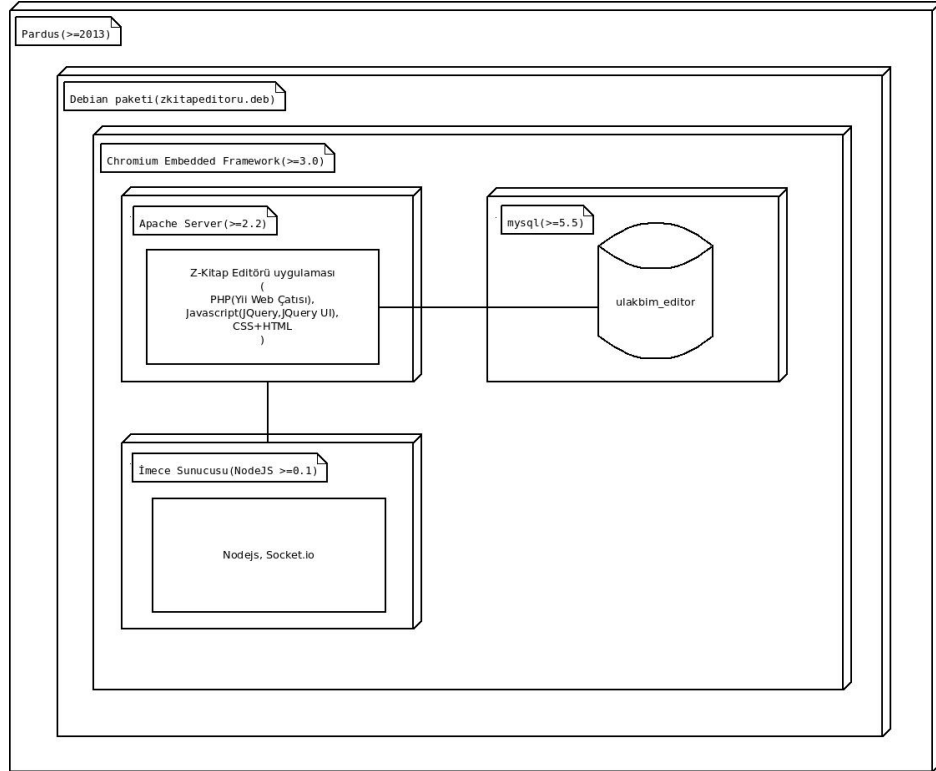 Pardus(>=2013)
Debian paketi(zkitapeditoru.deb)
Chromium Embedded Framework(>=3.0)
Apache Server(>=2.2)
Z-Kitap Editörü uygulaması
(
PHP(Yii Web Çatısı),
Javascript(JQuery,JQuery UI),
CSS+HTML
)
mysql(>=5.5)
ulakbim_editor
İmece Sunucusu(NodeJS >=0.1)
Nodejs, Socket.io